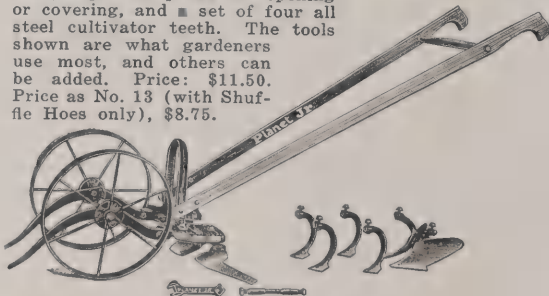 or covering, and a set of four all
steel cultivator teeth. The tools
shown are what gardeners
use most, and others can
be added. Price: $11.50.
Price as No. 13 (with Shuf-
fle Hoes only), $8.75.
Planet Jr.